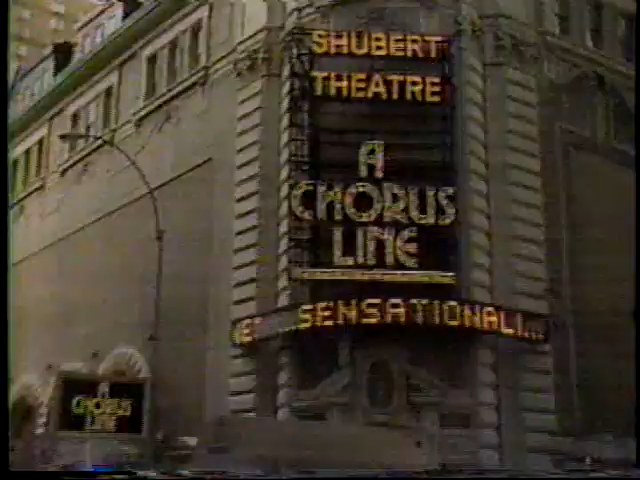 SHUBERT
THEATRE
A
CHORUS
LINE
...SENSATIONAL!...
A
CHORUS
LINE